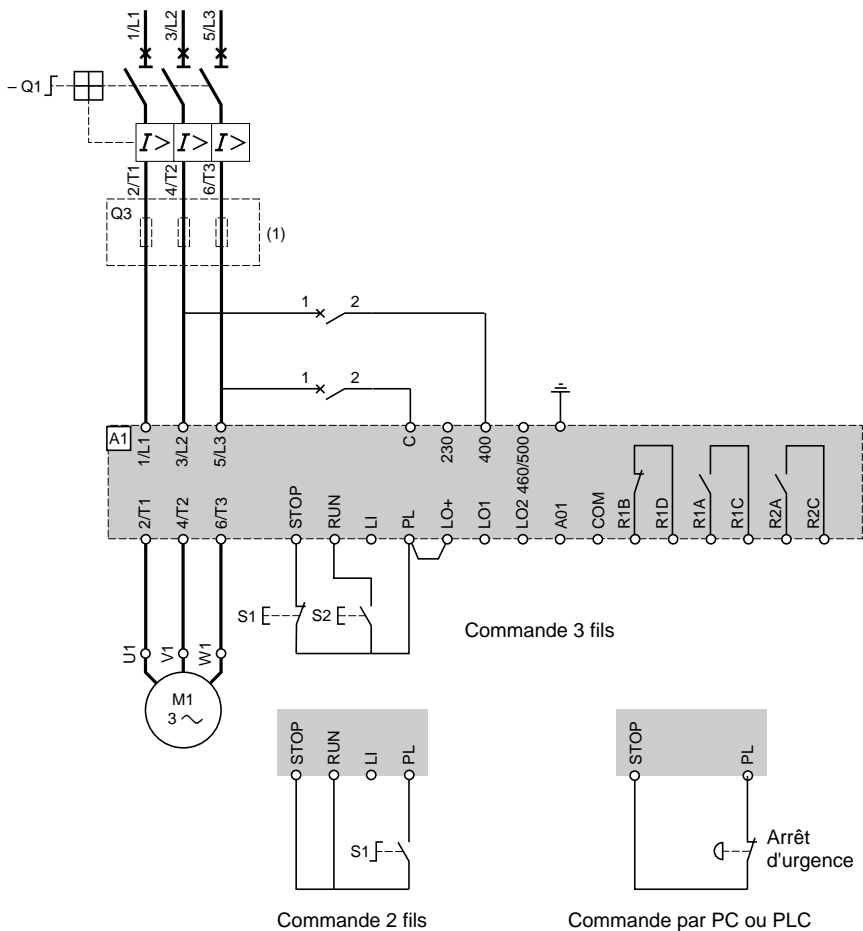 1/L1
3/L2
5/L3
– Q1
I > I > I >
2/T1
4/T2
6/T3
Q3
(1)
1 2
1 2
A1
1/L1
3/L2
5/L3
C
230
400
460/500
2/T1
4/T2
6/T3
STOP
RUN
LI
PL
LO+
LO1
LO2
A01
COM
R1B
R1D
R1A
R1C
R2A
R2C
S1
S2
Commande 3 fils
U1
V1
W1
M1
3
STOP
RUN
LI
PL
S1
Commande 2 fils
STOP
PL
Arrêt
d'urgence
Commande par PC ou PLC